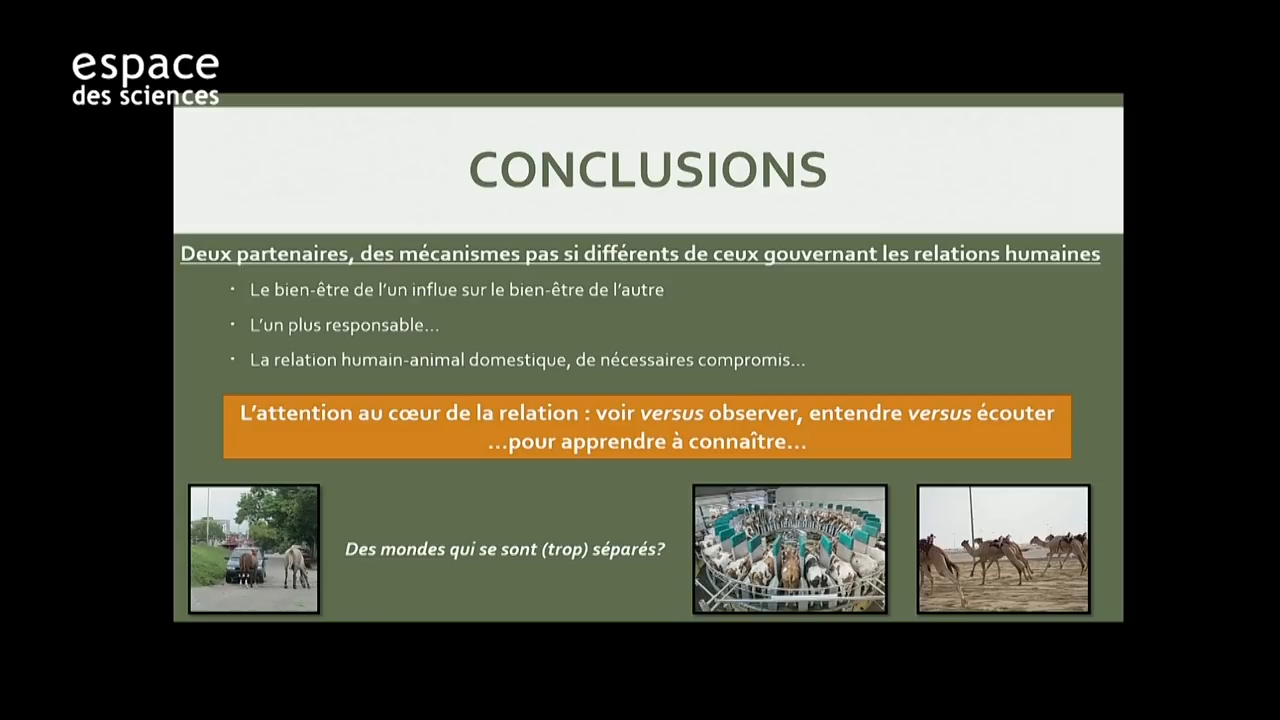 espace
des sciences
CONCLUSIONS
Deux partenaires, des mécanismes pas si différents de ceux gouvernant les relations humaines
· Le bien-être de l'un influe sur le bien-être de l'autre
· L'un plus responsable...
· La relation humain-animal domestique, de nécessaires compromis...
L'attention au cœur de la relation : voir versus observer, entendre versus écouter
...pour apprendre à connaître...
Des mondes qui se sont (trop) séparés?